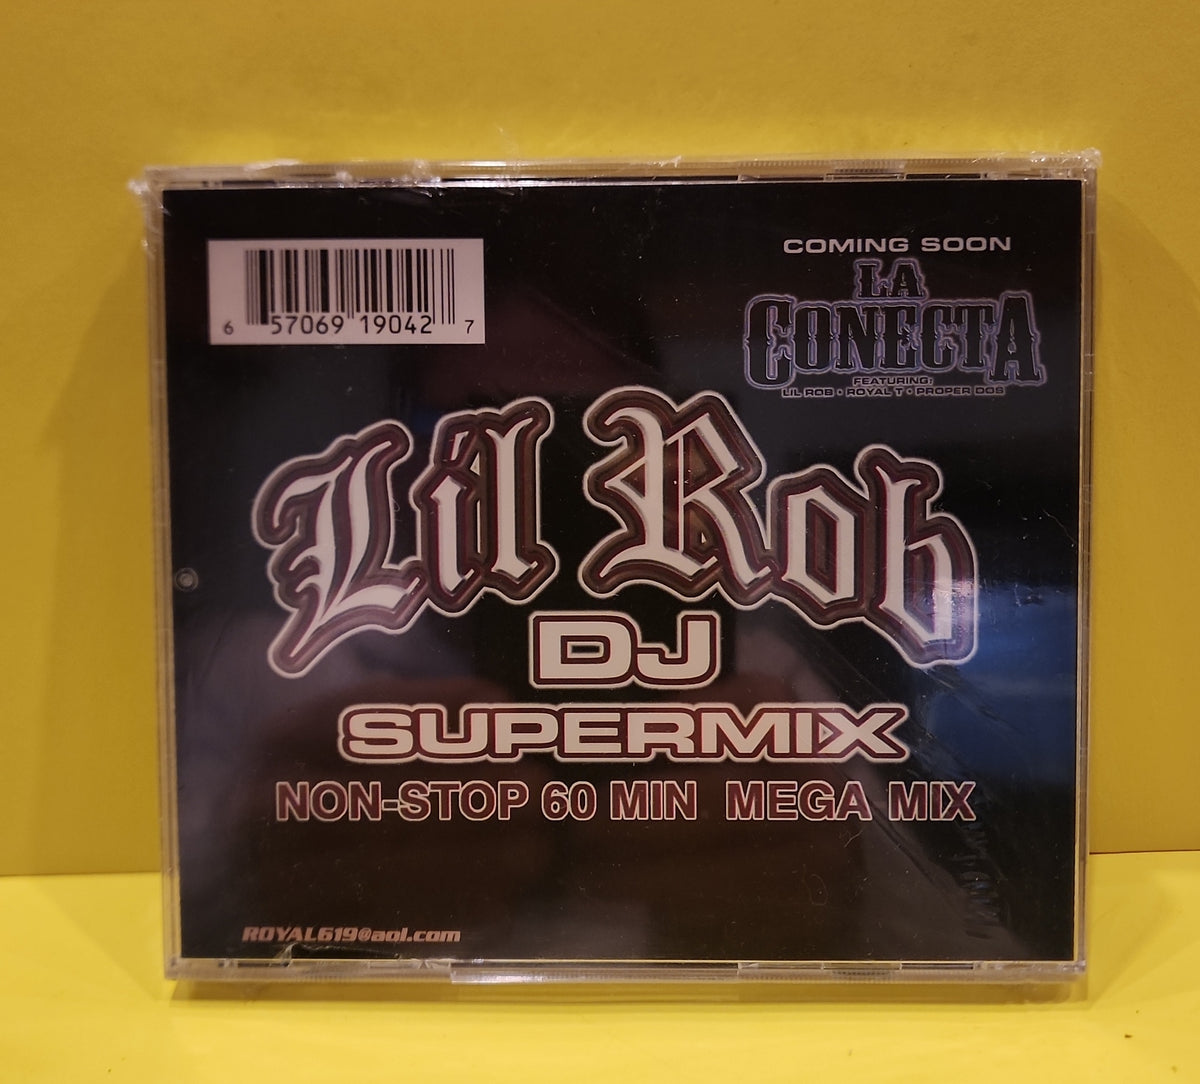 6 57069 19042 7
COMING SOON
LA
CONECTA
FEATURING:
LIL ROB • ROYAL T • PROPER DOS
Lil Rob
DJ
SUPERMIX
NON-STOP 60 MIN MEGA MIX
ROYAL619@aol.com